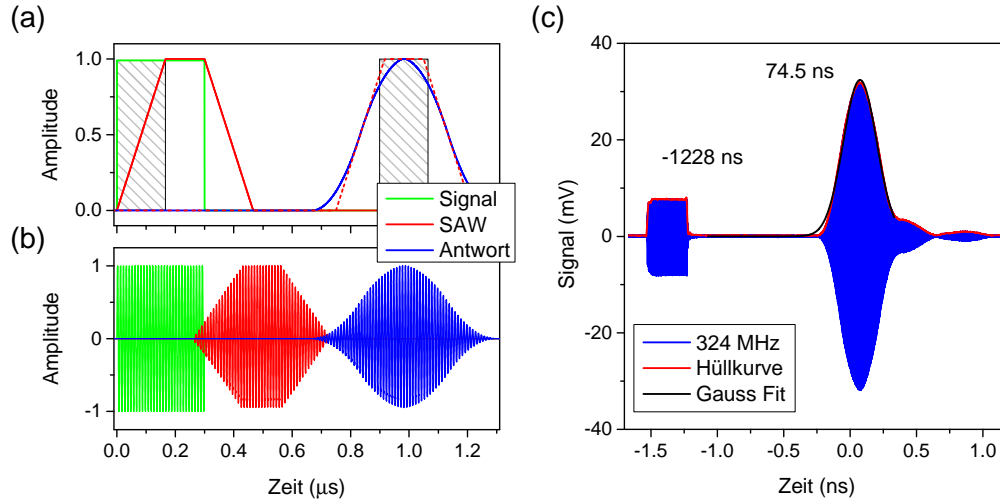 (a)
Amplitude
1.0
0.5
0.0
Signal
SAW
Antwort
(b)
Amplitude
1
0
-1
0.0 0.2 0.4 0.6 0.8 1.0 1.2
Zeit (μs)
(c)
Signal (mV)
40
20
0
-20
-40
74.5 ns
-1228 ns
324 MHz
Hüllkurve
Gauss Fit
-1.5 -1.0 -0.5 0.0 0.5 1.0
Zeit (ns)